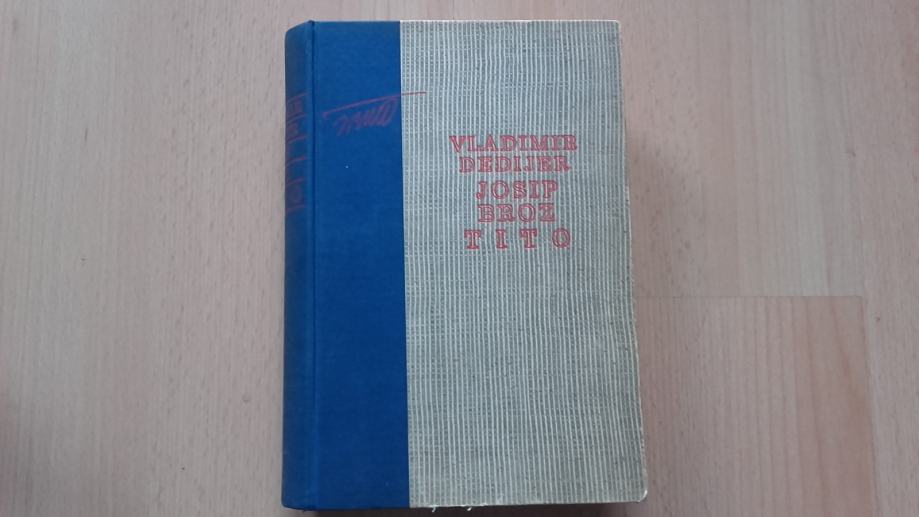 VLADIMIR
DEDIJER
JOSIP
BROZ
TITO